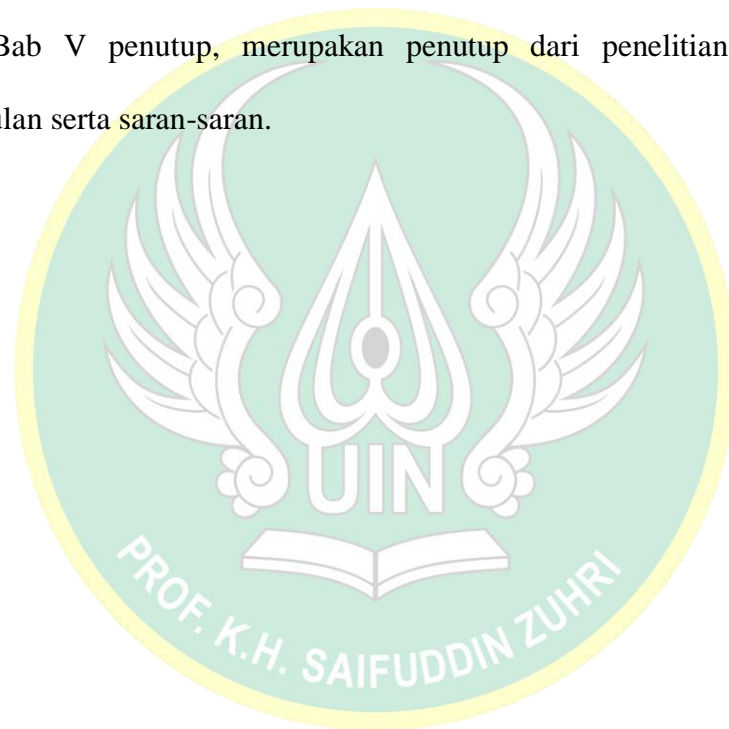 Bab V penutup, merupakan penutup dari penelitian
ulan serta saran-saran.
UIN
PROF. K.H. SAIFUDDIN ZUHRI